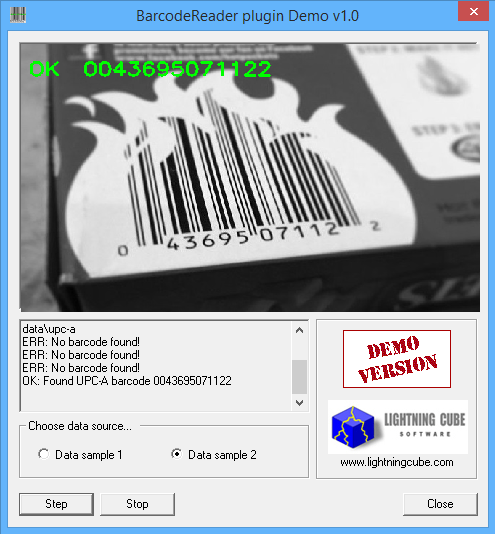 BarcodeReader plugin Demo v1.0
OK 0043695071122
0 43695 07112 2
data\upc-a
ERR: No barcode found!
ERR: No barcode found!
ERR: No barcode found!
OK: Found UPC-A barcode 0043695071122
DEMO
VERSION
LIGHTNING CUBE
SOFTWARE
www.lightningcube.com
Choose data source...
Data sample 1
Data sample 2
Step
Stop
Close